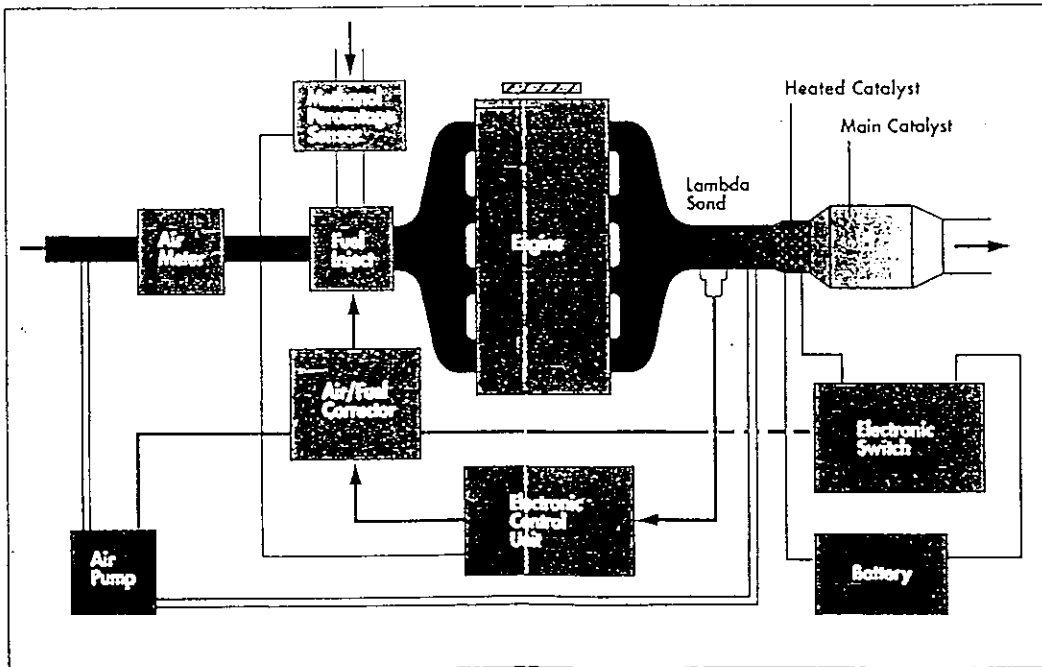 Heated Catalyst
Main Catalyst
Lambda
Sond
Air
Meter
Fuel
Inject
Engine
Air/Fuel
Corrector
Electronic
Switch
Electronic
Control
Unit
Air
Pump
Battery